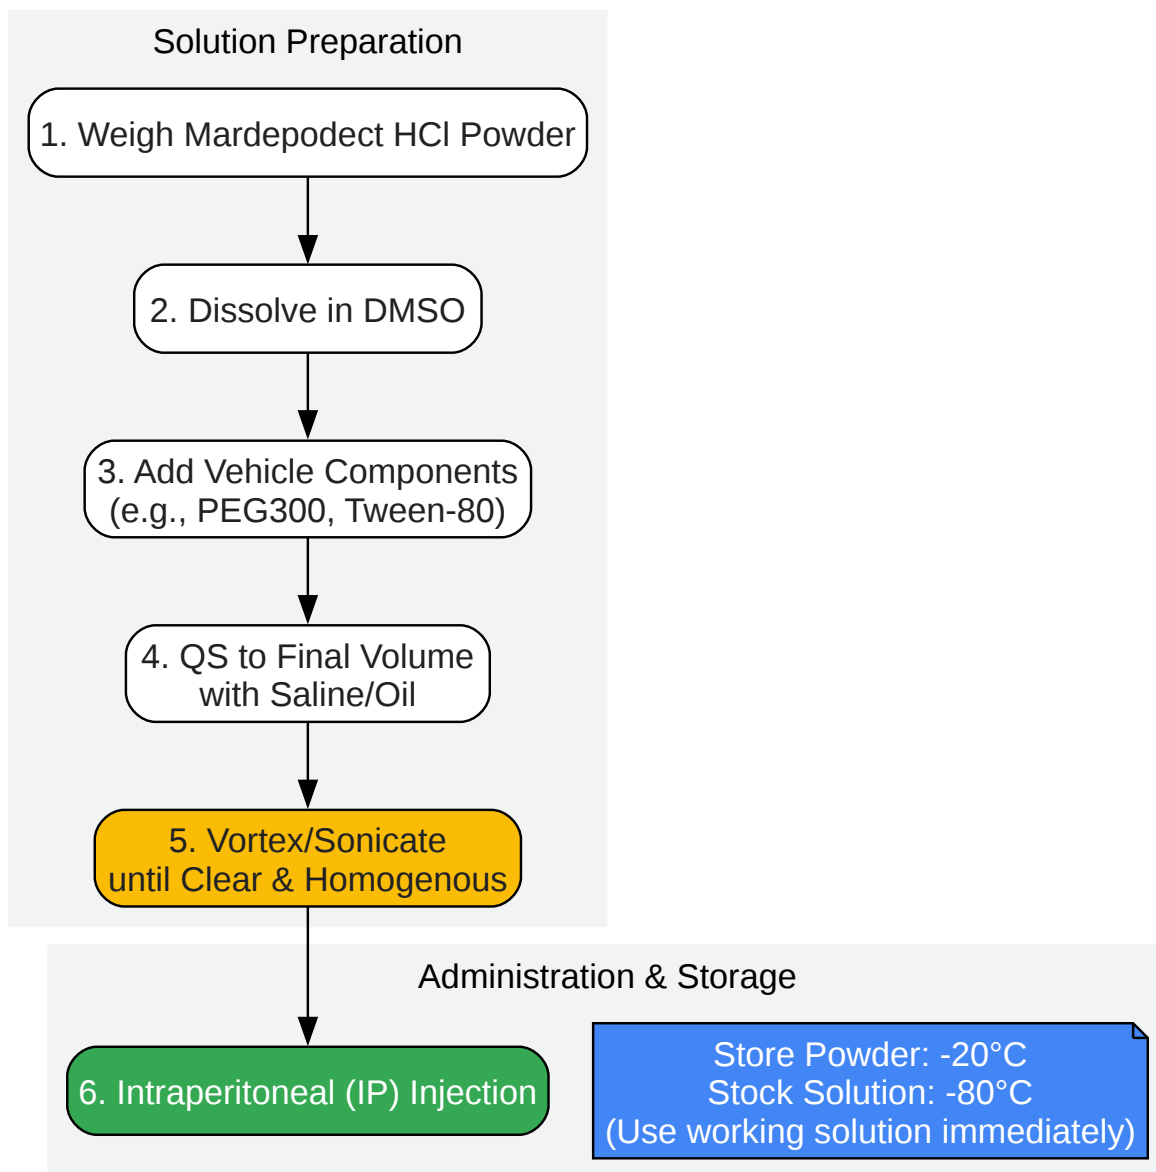 Solution Preparation
1. Weigh Mardepodect HCl Powder
2. Dissolve in DMSO
3. Add Vehicle Components
(e.g., PEG300, Tween-80)
4. QS to Final Volume
with Saline/Oil
5. Vortex/Sonicate
until Clear & Homogenous
Administration & Storage
6. Intraperitoneal (IP) Injection
Store Powder: -20°C
Stock Solution: -80°C
(Use working solution immediately)